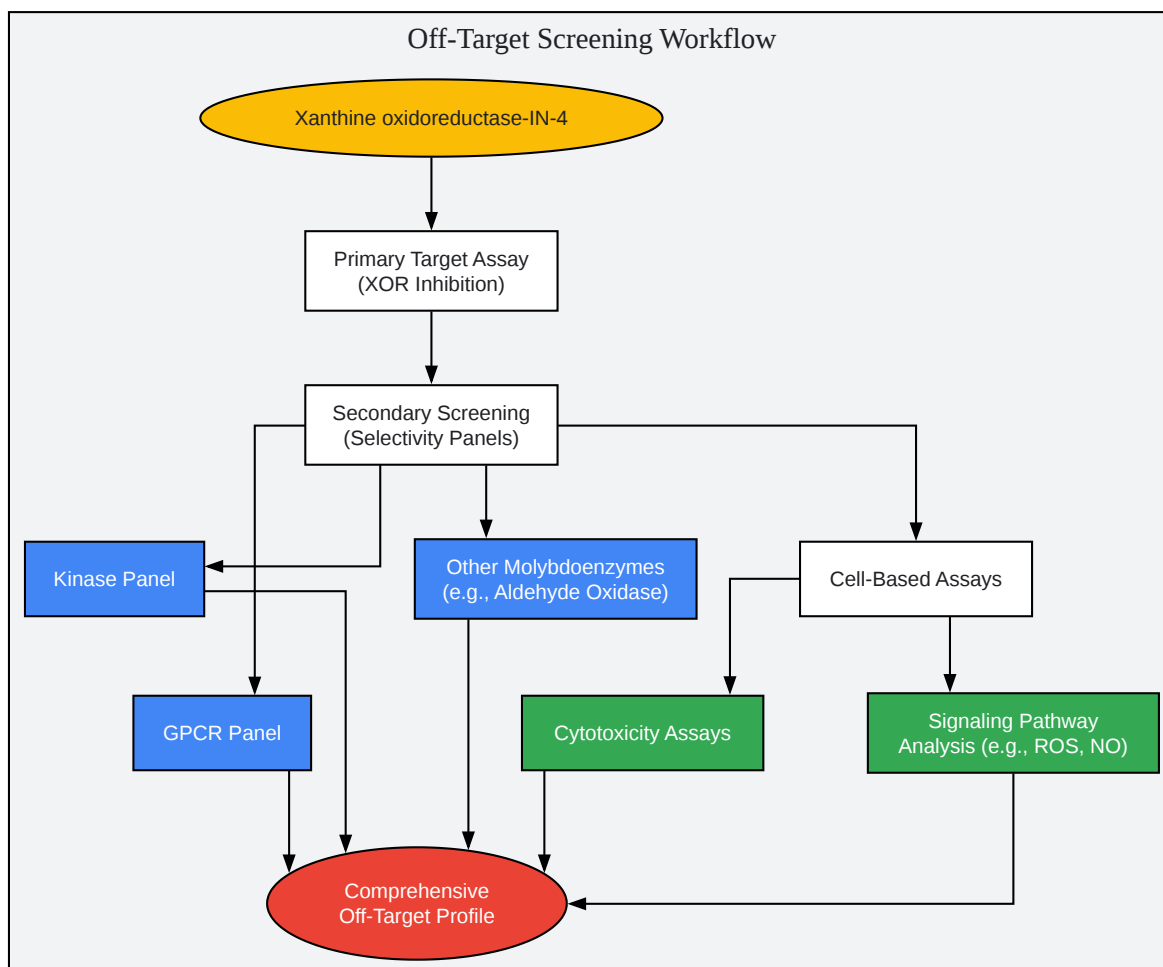 Off-Target Screening Workflow
Xanthine oxidoreductase-IN-4
Primary Target Assay
(XOR Inhibition)
Secondary Screening
(Selectivity Panels)
Kinase Panel
Other Molybdoenzymes
(e.g., Aldehyde Oxidase)
Cell-Based Assays
GPCR Panel
Cytotoxicity Assays
Signaling Pathway
Analysis (e.g., ROS, NO)
Comprehensive
Off-Target Profile